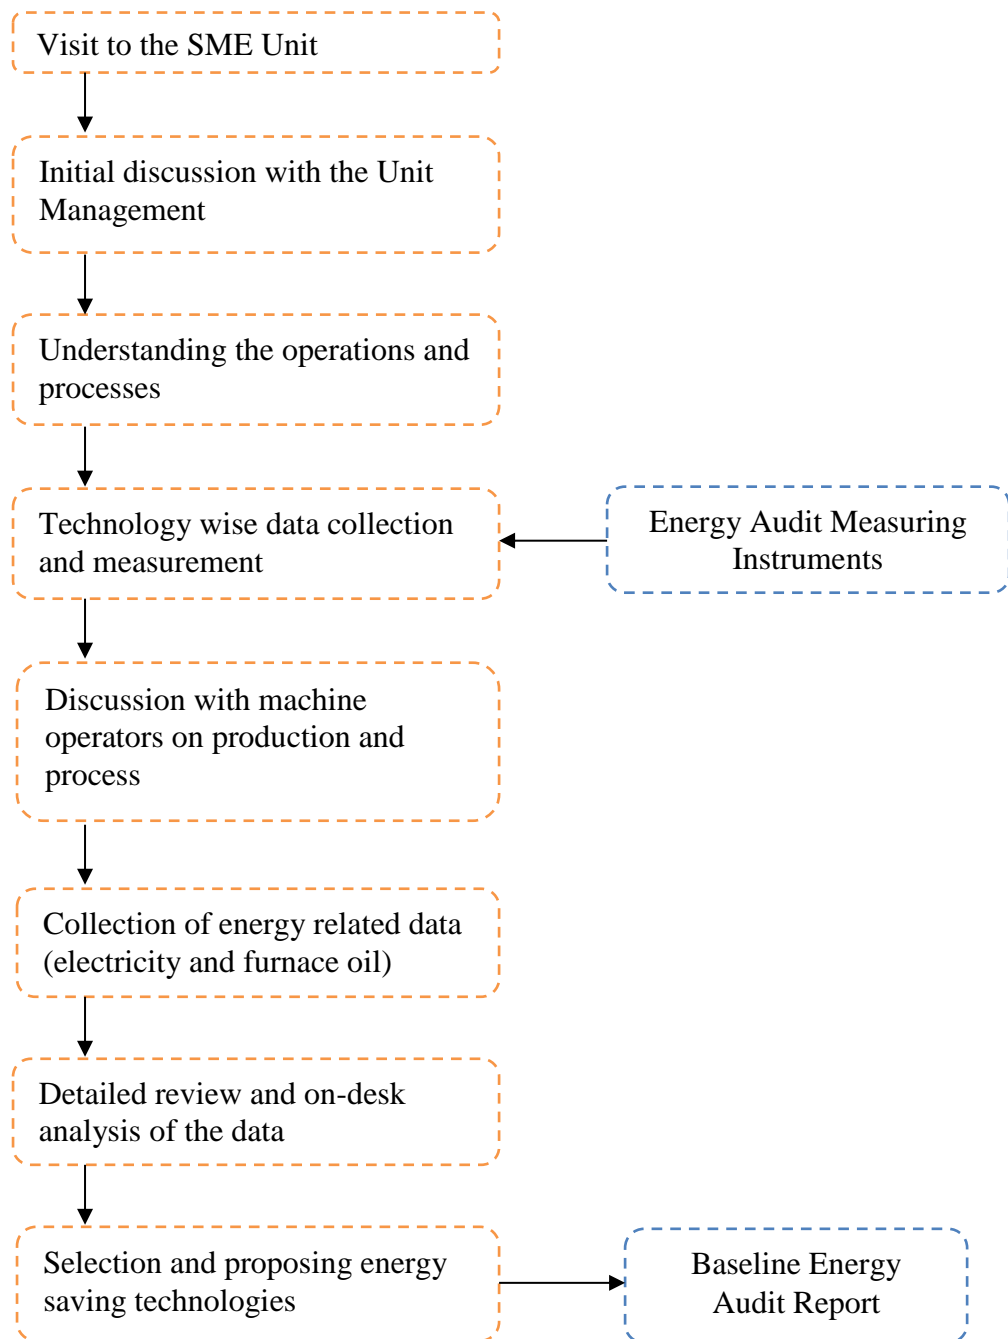 Visit to the SME Unit
Initial discussion with the Unit
Management
Understanding the operations and
processes
Technology wise data collection
and measurement
Energy Audit Measuring
Instruments
Discussion with machine
operators on production and
process
Collection of energy related data
(electricity and furnace oil)
Detailed review and on-desk
analysis of the data
Selection and proposing energy
saving technologies
Baseline Energy
Audit Report